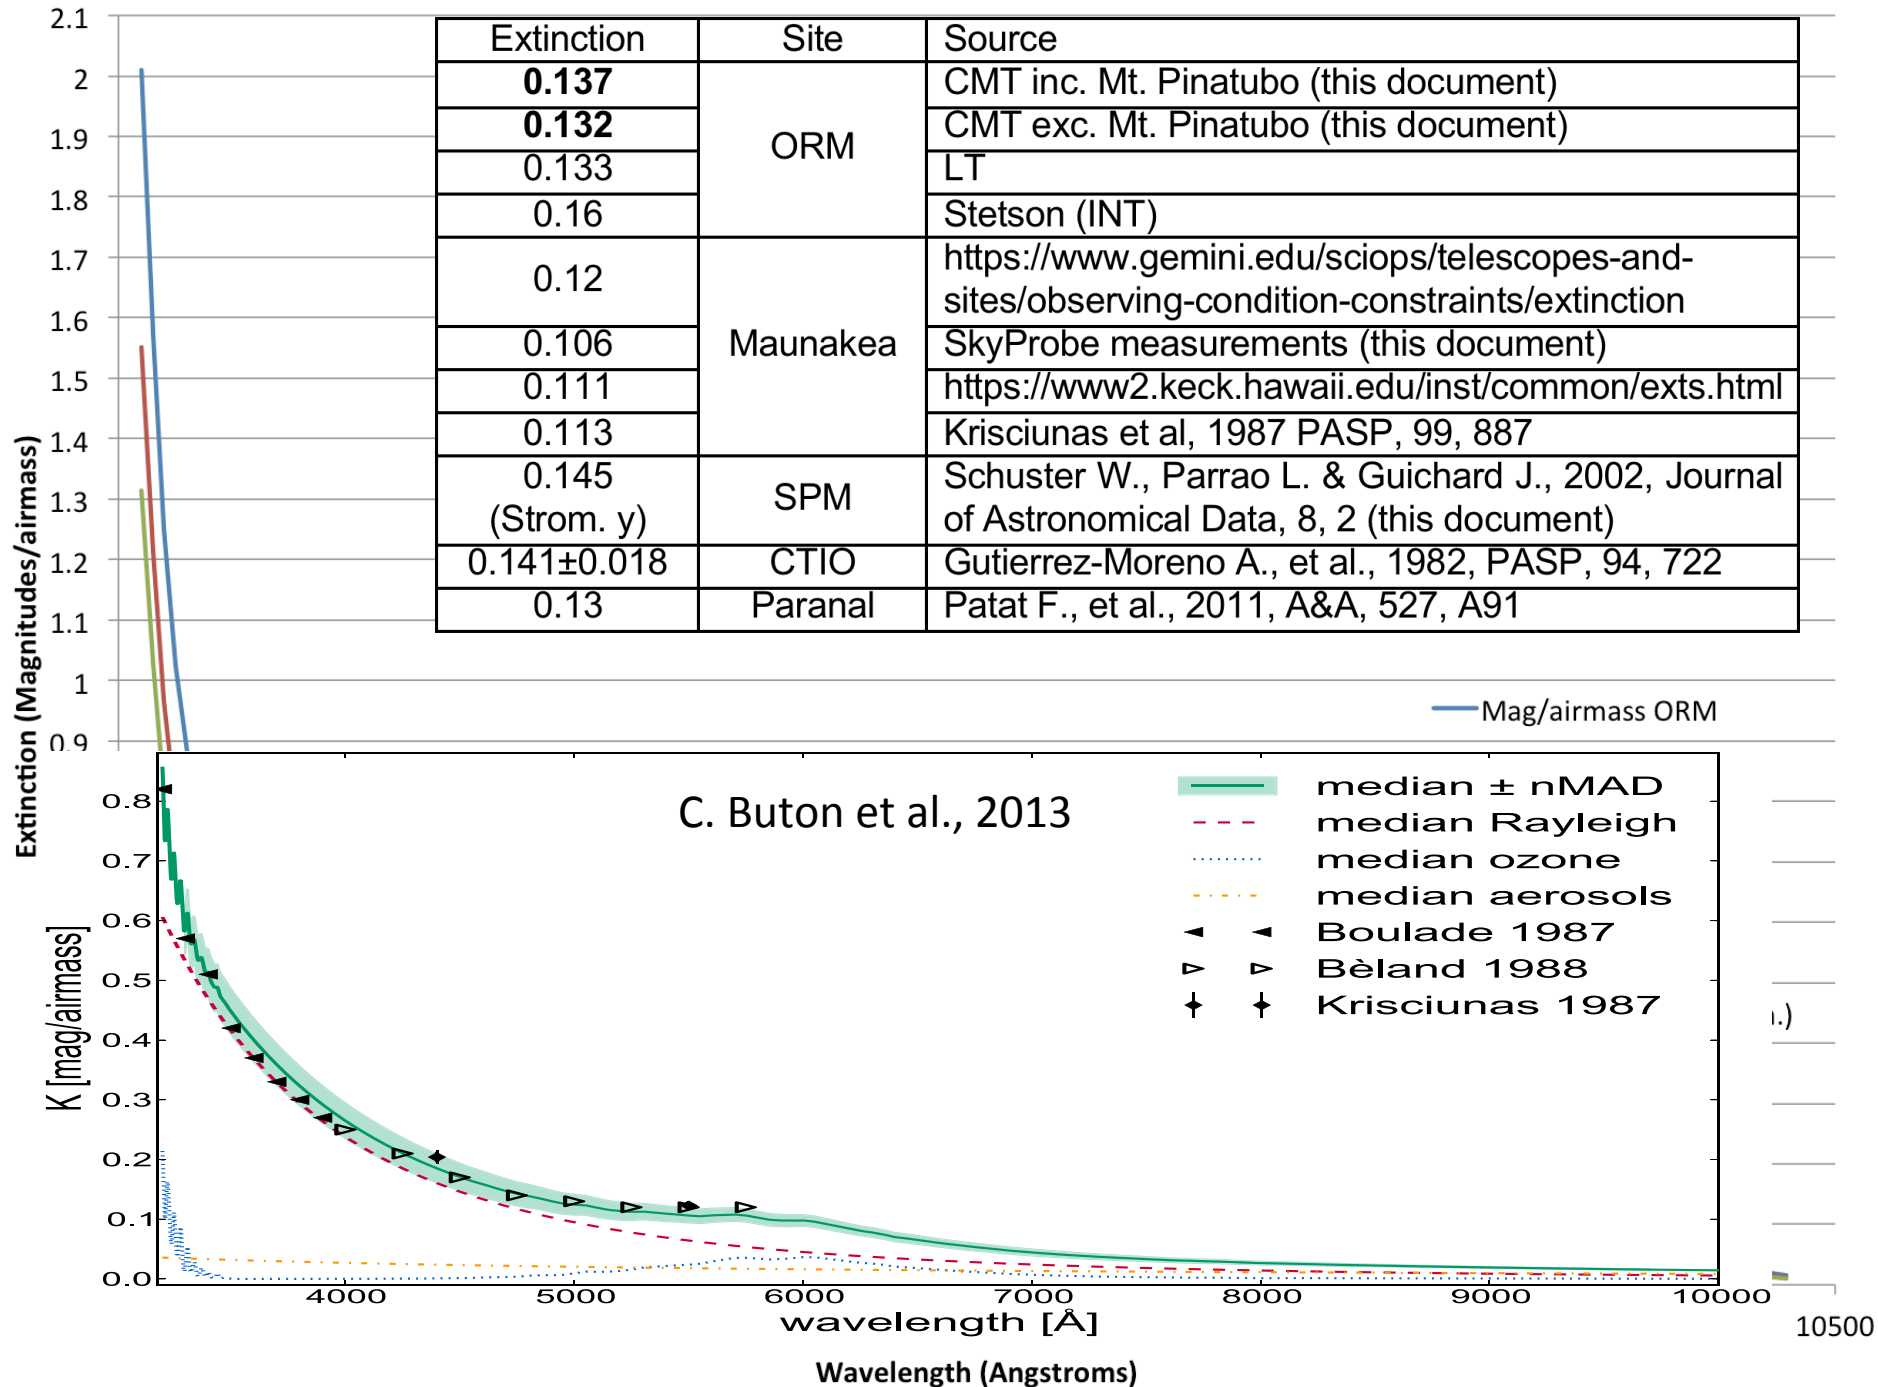 2.1
2
1.9
1.8
1.7
1.6
1.5
1.4
1.3
1.2
1.1
1
0.9
Extinction (Magnitudes/airmass)
Extinction Site Source
0.137 ORM CMT inc. Mt. Pinatubo (this document)
0.132 CMT exc. Mt. Pinatubo (this document)
0.133 LT
0.16 Stetson (INT)
0.12 Maunakea https://www.gemini.edu/sciops/telescopes-and-
sites/observing-condition-constraints/extinction
0.106 SkyProbe measurements (this document)
0.111 https://www2.keck.hawaii.edu/inst/common/exts.html
0.113 Krisciunas et al, 1987 PASP, 99, 887
0.145 SPM Schuster W., Parrao L. & Guichard J., 2002, Journal
(Strom. y) of Astronomical Data, 8, 2 (this document)
0.141±0.018 CTIO Gutierrez-Moreno A., et al., 1982, PASP, 94, 722
0.13 Paranal Patat F., et al., 2011, A&A, 527, A91
Mag/airmass ORM
C. Buton et al., 2013
median ± nMAD
median Rayleigh
median ozone
median aerosols
Boulade 1987
Bèland 1988
Krisciunas 1987
.)
0.8
0.7
0.6
0.5
0.4
0.3
0.2
0.1
0.0
K [mag/airmass]
4000 5000 6000 7000 8000 9000 10000
wavelength [Å]
10500
Wavelength (Angstroms)